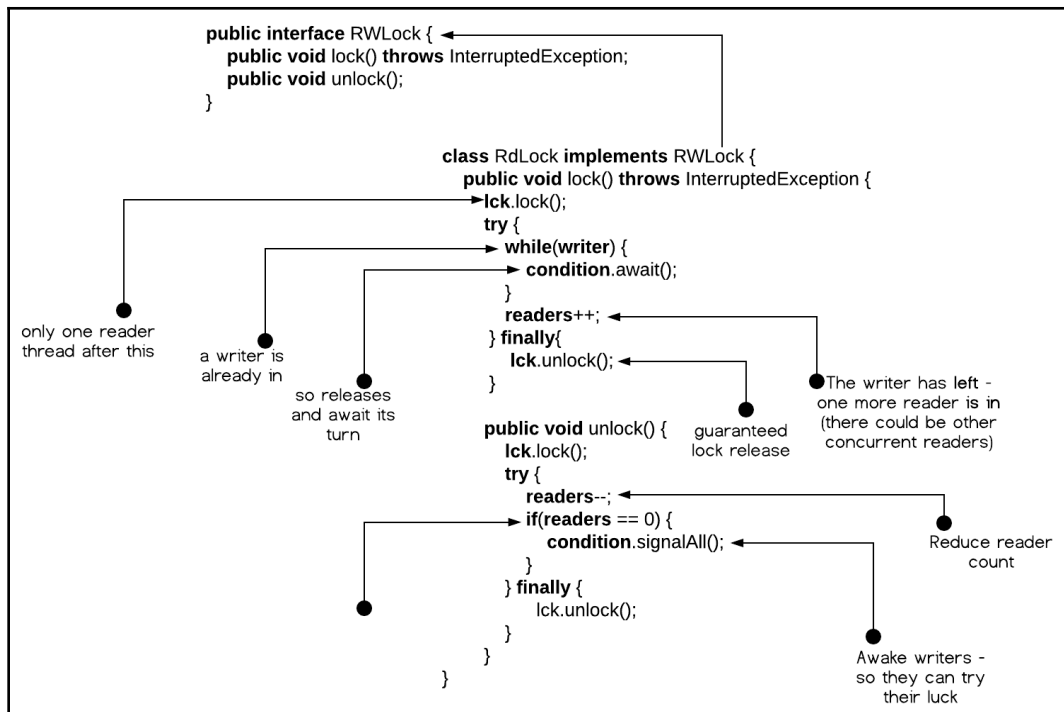 public interface RWLock {
public void lock() throws InterruptedException;
public void unlock();
}
class RdLock implements RWLock {
public void lock() throws InterruptedException {
lck.lock();
try {
while(writer) {
condition.await();
}
readers++;
} finally{
lck.unlock();
}
public void unlock() {
lck.lock();
try {
readers--;
if(readers == 0) {
condition.signalAll();
}
} finally {
lck.unlock();
}
}
}
only one reader
thread after this
a writer is
already in
so releases
and await its
turn
The writer has left -
one more reader is in
(there could be other
concurrent readers)
guaranteed
lock release
Reduce reader
count
Awake writers -
so they can try
their luck